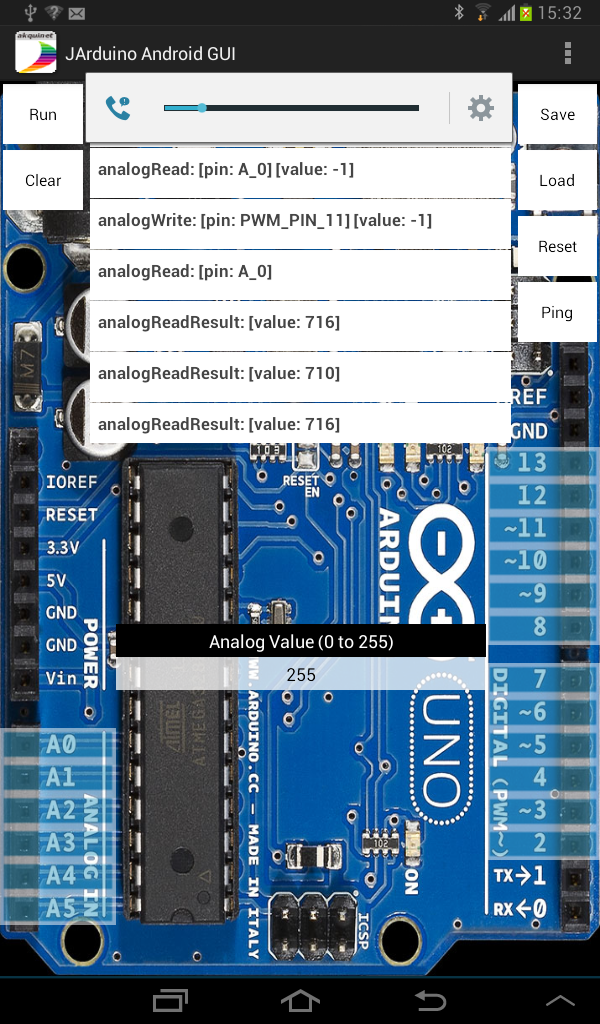 15:32
akquinet
JArduino Android GUI
Run
Save
Clear
Load
Reset
Ping
analogRead: [pin: A_0] [value: -1]
analogWrite: [pin: PWM_PIN_11] [value: -1]
analogRead: [pin: A_0]
analogReadResult: [value: 716]
analogReadResult: [value: 710]
analogReadResult: [value: 716]
M7
REF
GND
102
RESET
EN
IOREF
RESET
3.3V
5V
GND
GND
Vin
POWER
13
12
~11
~10
~9
8
7
~6
~5
4
~3
2
TX→1
RX←0
DIGITAL (PWM~)
ARDUIN
UNO
Analog Value (0 to 255)
255
ATMEL
ATMEGA
WW.ARDUINO.CC — MADE IN ITALY
A0
A1
A2
A3
A4
A5
ANALOG IN
102
ON
ICSP